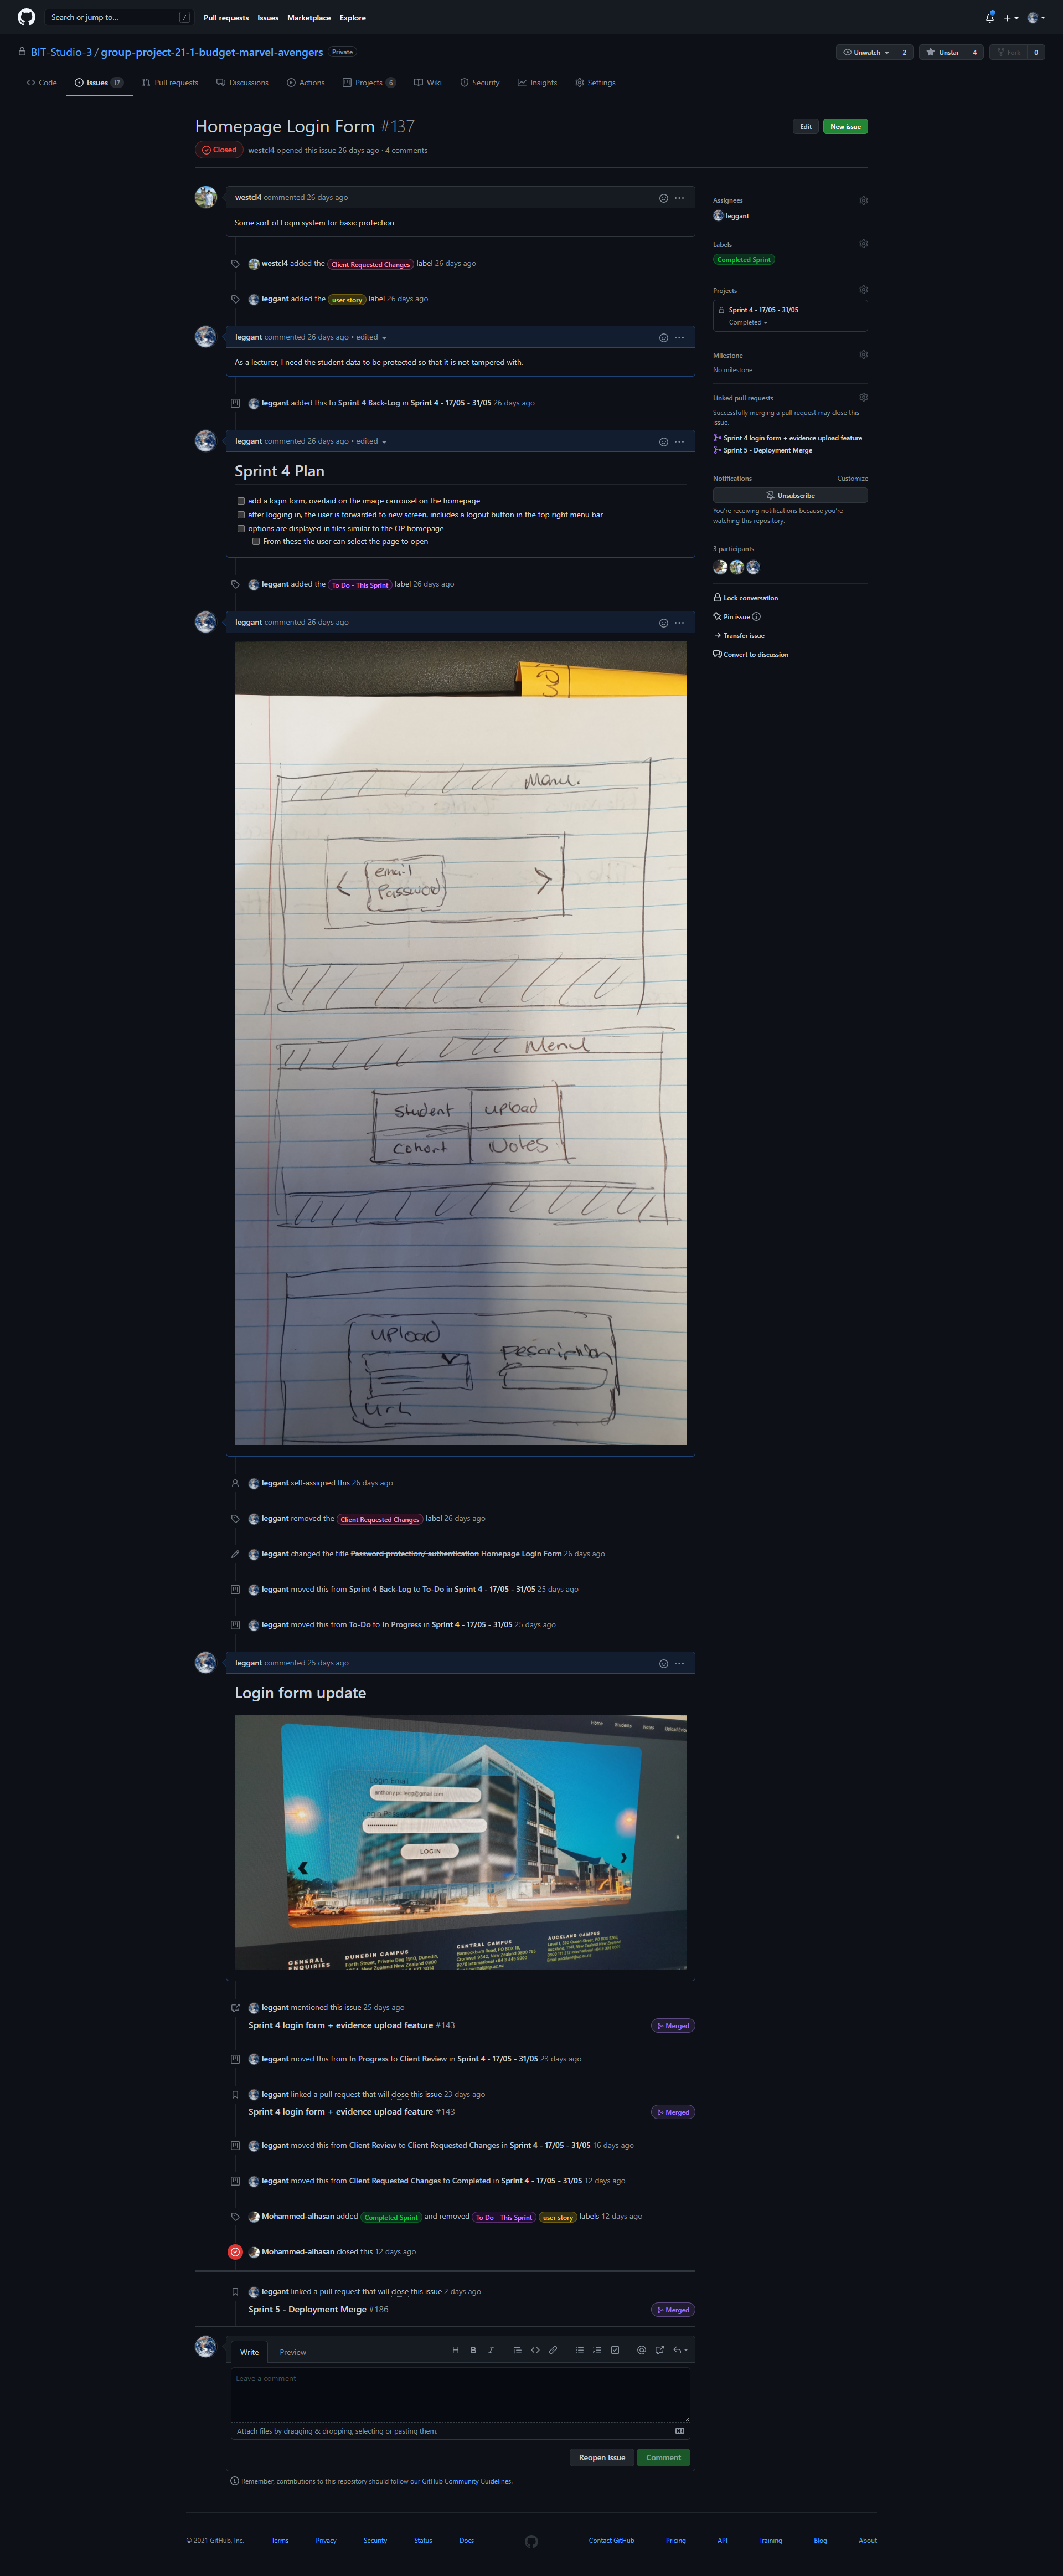 Search or jump to...
/
Pull requests
Issues
Marketplace
Explore
BIT-Studio-3 / group-project-21-1-budget-marvel-avengers
Private
Unwatch
2
Unstar
4
Fork
0
Code
Issues
17
Pull requests
Discussions
Actions
Projects
6
Wiki
Security
Insights
Settings
Homepage Login Form #137
Edit
New issue
Closed
westcl4 opened this issue 26 days ago · 4 comments
westcl4 commented 26 days ago
Some sort of Login system for basic protection
westcl4 added the Client Requested Changes label 26 days ago
leggant added the user story label 26 days ago
leggant commented 26 days ago • edited
As a lecturer, I need the student data to be protected so that it is not tampered with.
leggant added this to Sprint 4 Back-Log in Sprint 4 - 17/05 - 31/05 26 days ago
leggant commented 26 days ago • edited
Sprint 4 Plan
add a login form, overlaid on the image carrousel on the homepage
after logging in, the user is forwarded to new screen, includes a logout button in the top right menu bar
options are displayed in tiles similar to the OP homepage
From these the user can select the page to open
leggant added the To Do - This Sprint label 26 days ago
leggant commented 26 days ago
Menu
email
Password
Menu
Student
upload
Cohort
Notes
upload
Description
Url
leggant self-assigned this 26 days ago
leggant removed the Client Requested Changes label 26 days ago
leggant changed the title Password protection/ authentication Homepage Login Form 26 days ago
leggant moved this from Sprint 4 Back-Log to To-Do in Sprint 4 - 17/05 - 31/05 25 days ago
leggant moved this from To-Do to In Progress in Sprint 4 - 17/05 - 31/05 25 days ago
leggant commented 25 days ago
Login form update
Home
Students
Notes
Login Email
anthony.pc.legg@gmail.com
LOGIN
GENERAL ENQUIRIES
DUNEDIN CAMPUS
Forth Street, Private Bag 1910, Dunedin,
CENTRAL CAMPUS
AUCKLAND CAMPUS
leggant mentioned this issue 25 days ago
Sprint 4 login form + evidence upload feature #143
Merged
leggant moved this from In Progress to Client Review in Sprint 4 - 17/05 - 31/05 23 days ago
leggant linked a pull request that will close this issue 23 days ago
Sprint 4 login form + evidence upload feature #143
Merged
leggant moved this from Client Review to Client Requested Changes in Sprint 4 - 17/05 - 31/05 16 days ago
leggant moved this from Client Requested Changes to Completed in Sprint 4 - 17/05 - 31/05 12 days ago
Mohammed-alhasan added Completed Sprint and removed To Do - This Sprint user story labels 12 days ago
Mohammed-alhasan closed this 12 days ago
leggant linked a pull request that will close this issue 2 days ago
Sprint 5 - Deployment Merge #186
Merged
Write
Preview
Leave a comment
Attach files by dragging & dropping, selecting or pasting them.
Reopen issue
Comment
Remember, contributions to this repository should follow our GitHub Community Guidelines.
Assignees
leggant
Labels
Completed Sprint
Projects
Sprint 4 - 17/05 - 31/05
Completed
Milestone
No milestone
Linked pull requests
Successfully merging a pull request may close this
issue.
Sprint 4 login form + evidence upload feature
Sprint 5 - Deployment Merge
Notifications
Customize
Unsubscribe
You're receiving notifications because you're
watching this repository.
3 participants
Lock conversation
Pin issue
Transfer issue
Convert to discussion
© 2021 GitHub, Inc.
Terms
Privacy
Security
Status
Docs
Contact GitHub
Pricing
API
Training
Blog
About